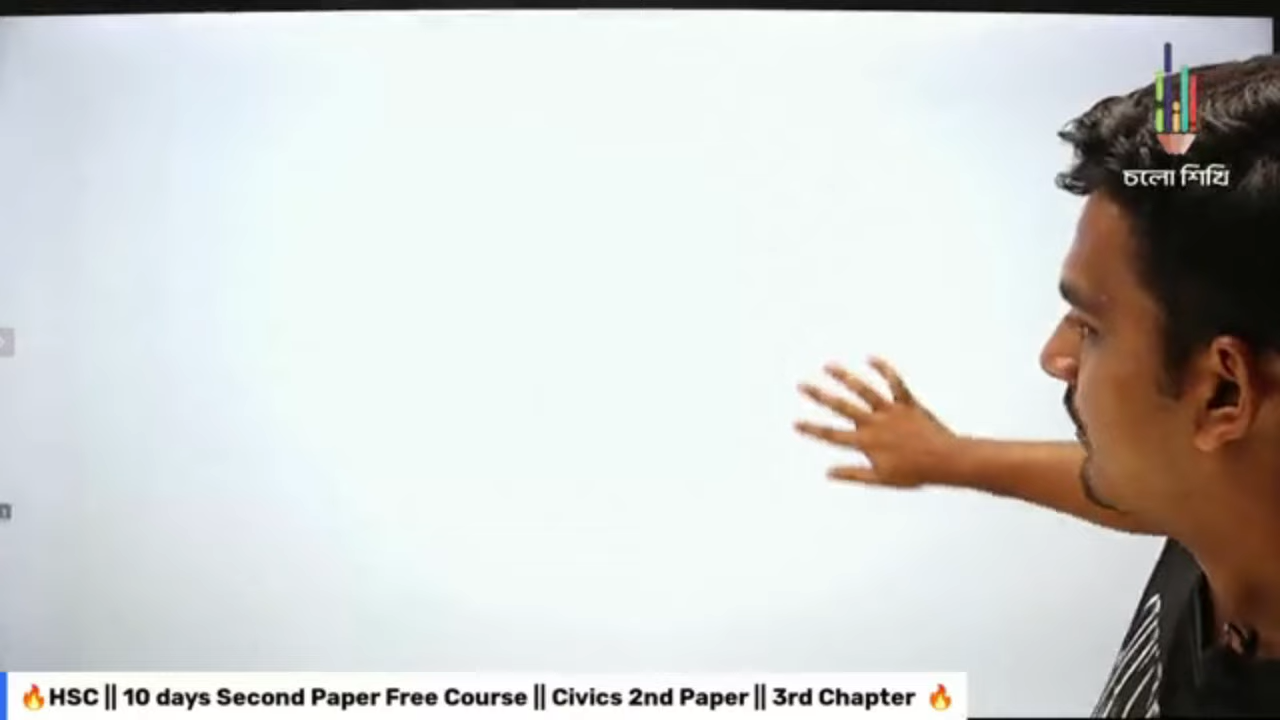 চলো শিখি
🔥HSC || 10 days Second Paper Free Course || Civics 2nd Paper || 3rd Chapter 🔥